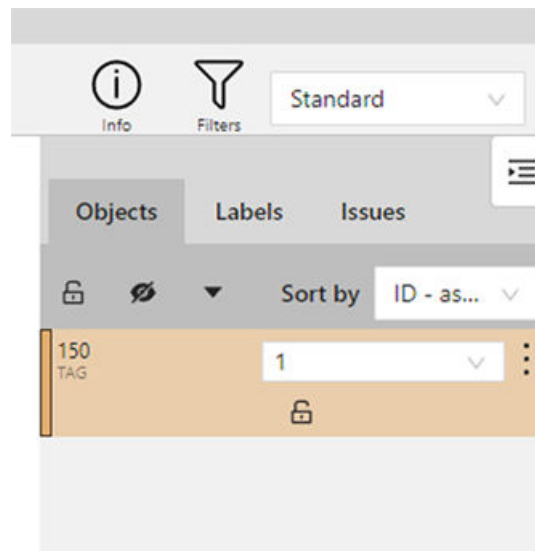 Info
Filters
Standard
Objects
Labels
Issues
Sort by
ID - as...
150
TAG
1